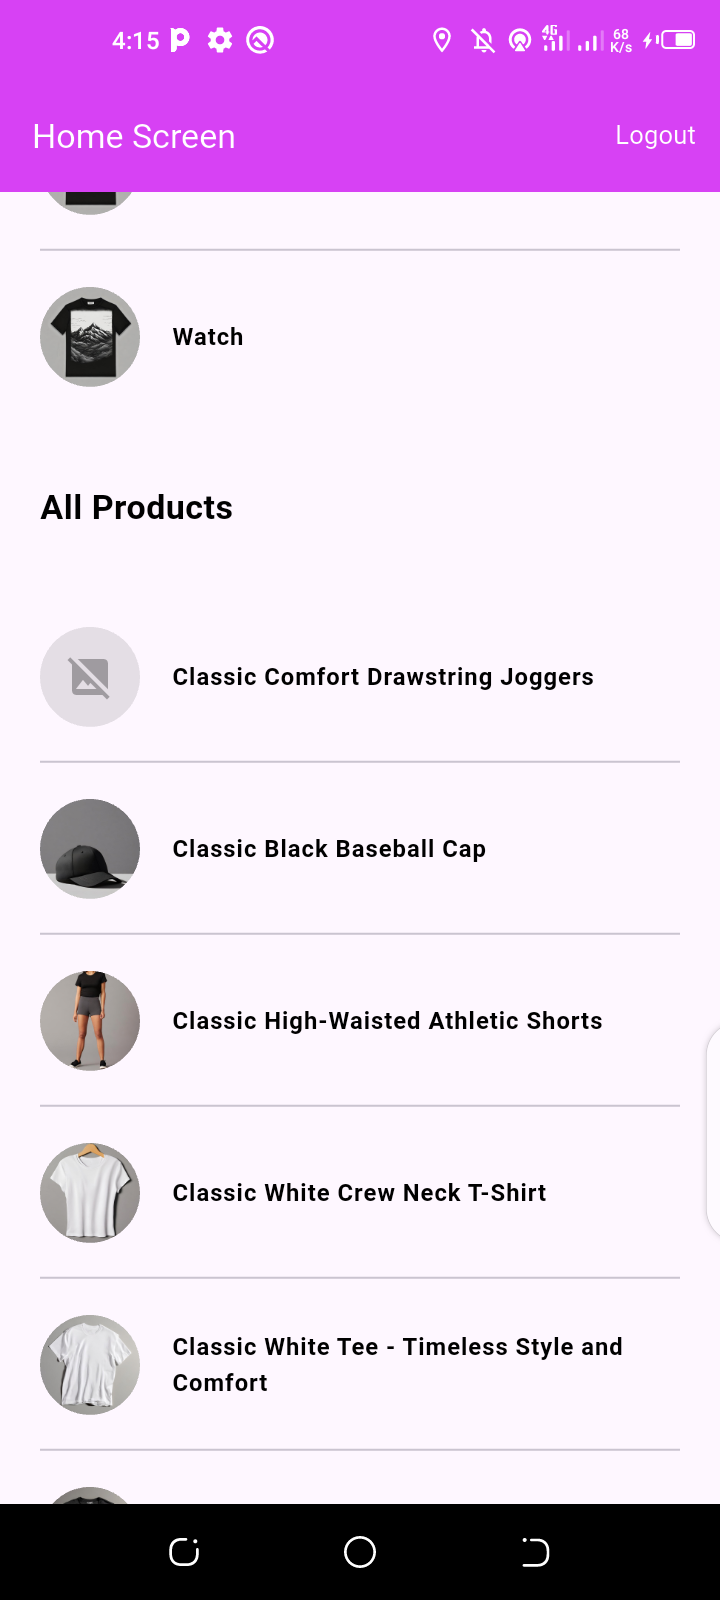 4:15
4G
68
K/s
Home Screen
Logout
Watch
All Products
Classic Comfort Drawstring Joggers
Classic Black Baseball Cap
Classic High-Waisted Athletic Shorts
Classic White Crew Neck T-Shirt
Classic White Tee - Timeless Style and
Comfort